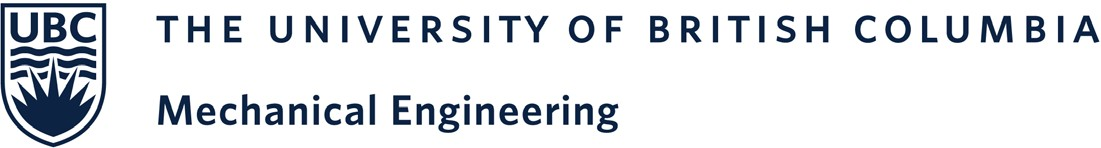 UBC
THE UNIVERSITY OF BRITISH COLUMBIA
Mechanical Engineering